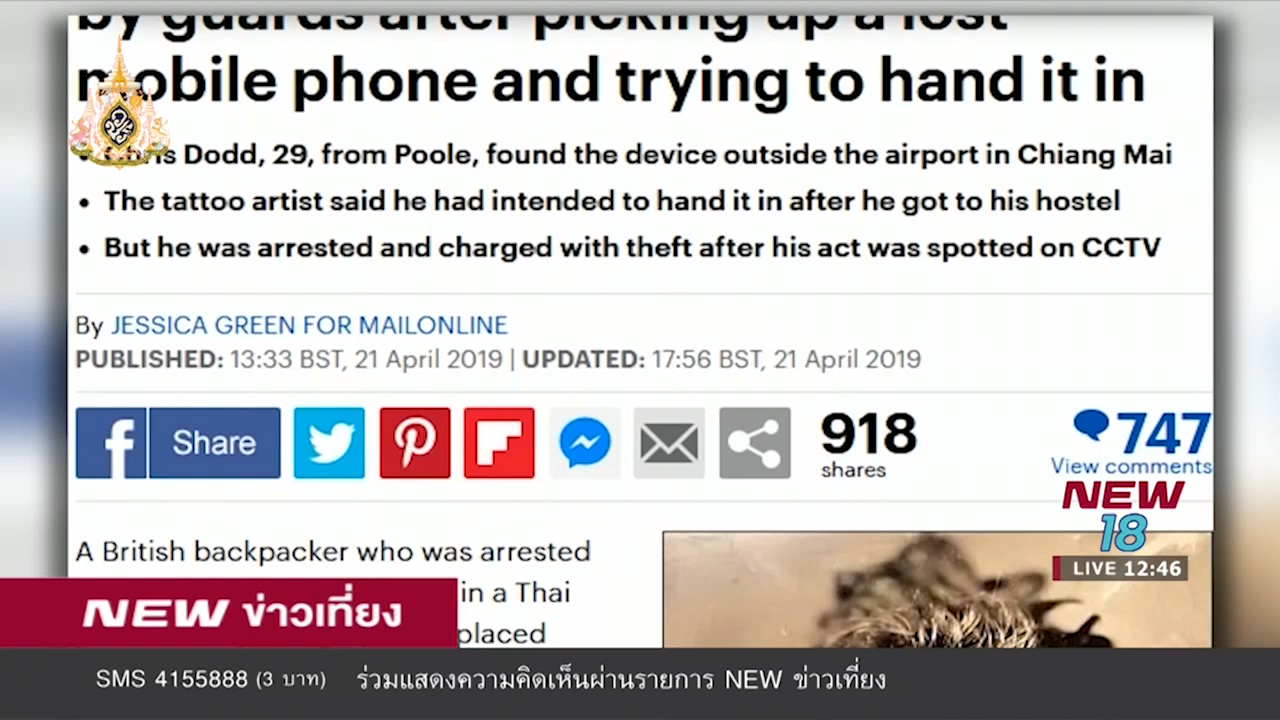 by guards after picking up a lost
mobile phone and trying to hand it in
Dodd, 29, from Poole, found the device outside the airport in Chiang Mai
• The tattoo artist said he had intended to hand it in after he got to his hostel
• But he was arrested and charged with theft after his act was spotted on CCTV
By JESSICA GREEN FOR MAILONLINE
PUBLISHED: 13:33 BST, 21 April 2019 | UPDATED: 17:56 BST, 21 April 2019
Share
918
shares
747
View comments
NEW
18
LIVE 12:46
A British backpacker who was arrested
in a Thai
placed
NEW ข่าวเที่ยง
SMS 4155888 (3 บาท) ร่วมแสดงความคิดเห็นผ่านรายการ NEW ข่าวเที่ยง